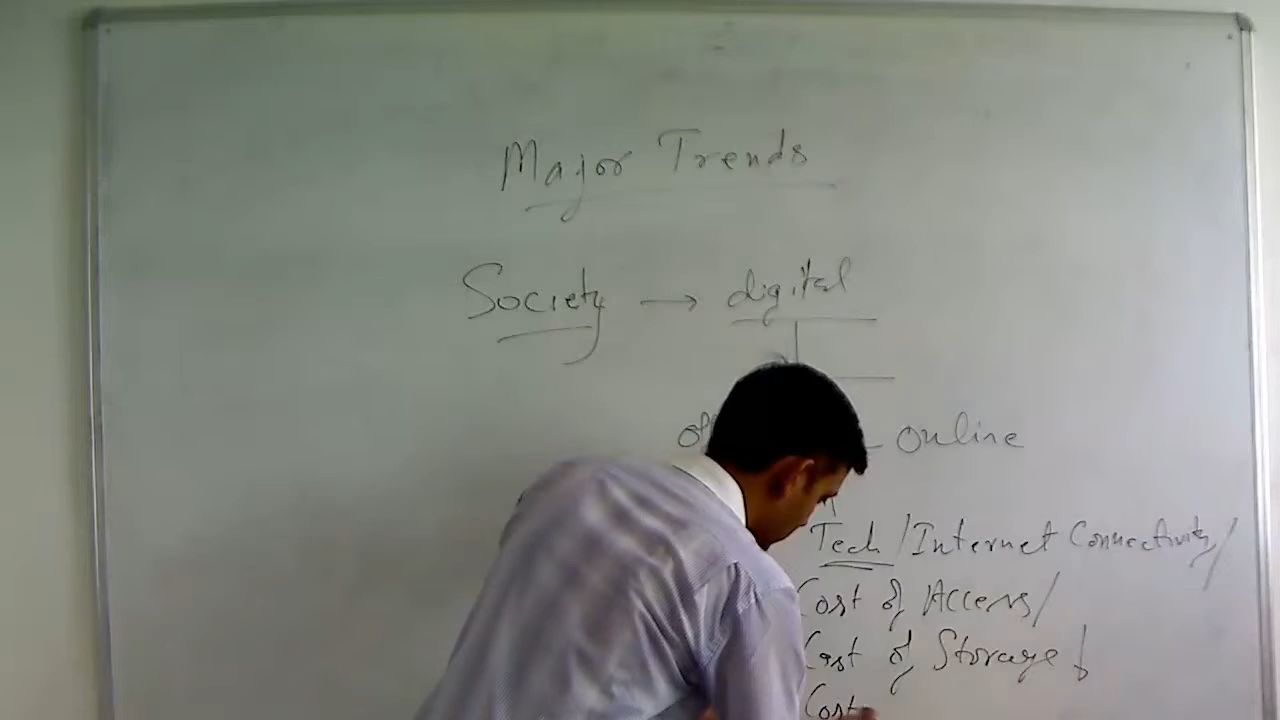 Major Trends
Society → digital
online
Tech / Internet Connectivity /
Cost of Access /
Cost of Storage
Cost